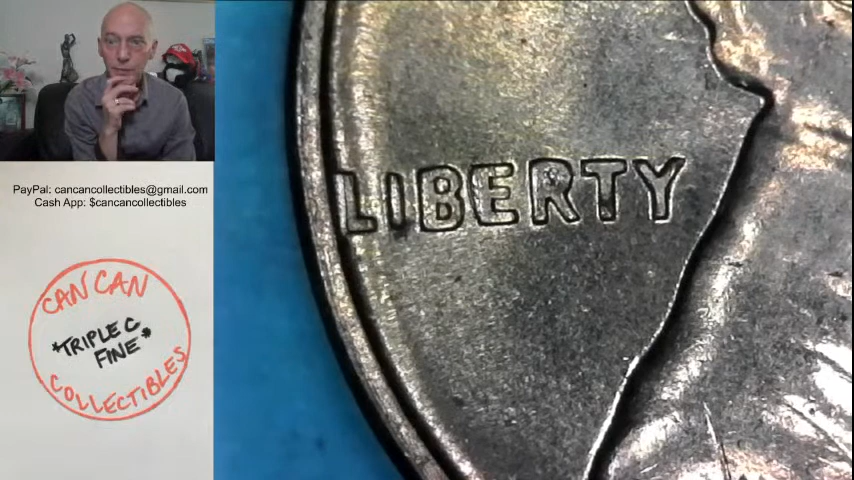 PayPal: cancancollectibles@gmail.com
Cash App: $cancancollectibles
CAN CAN
*TRIPLE C
FINE*
COLLECTIBLES
LIBERTY